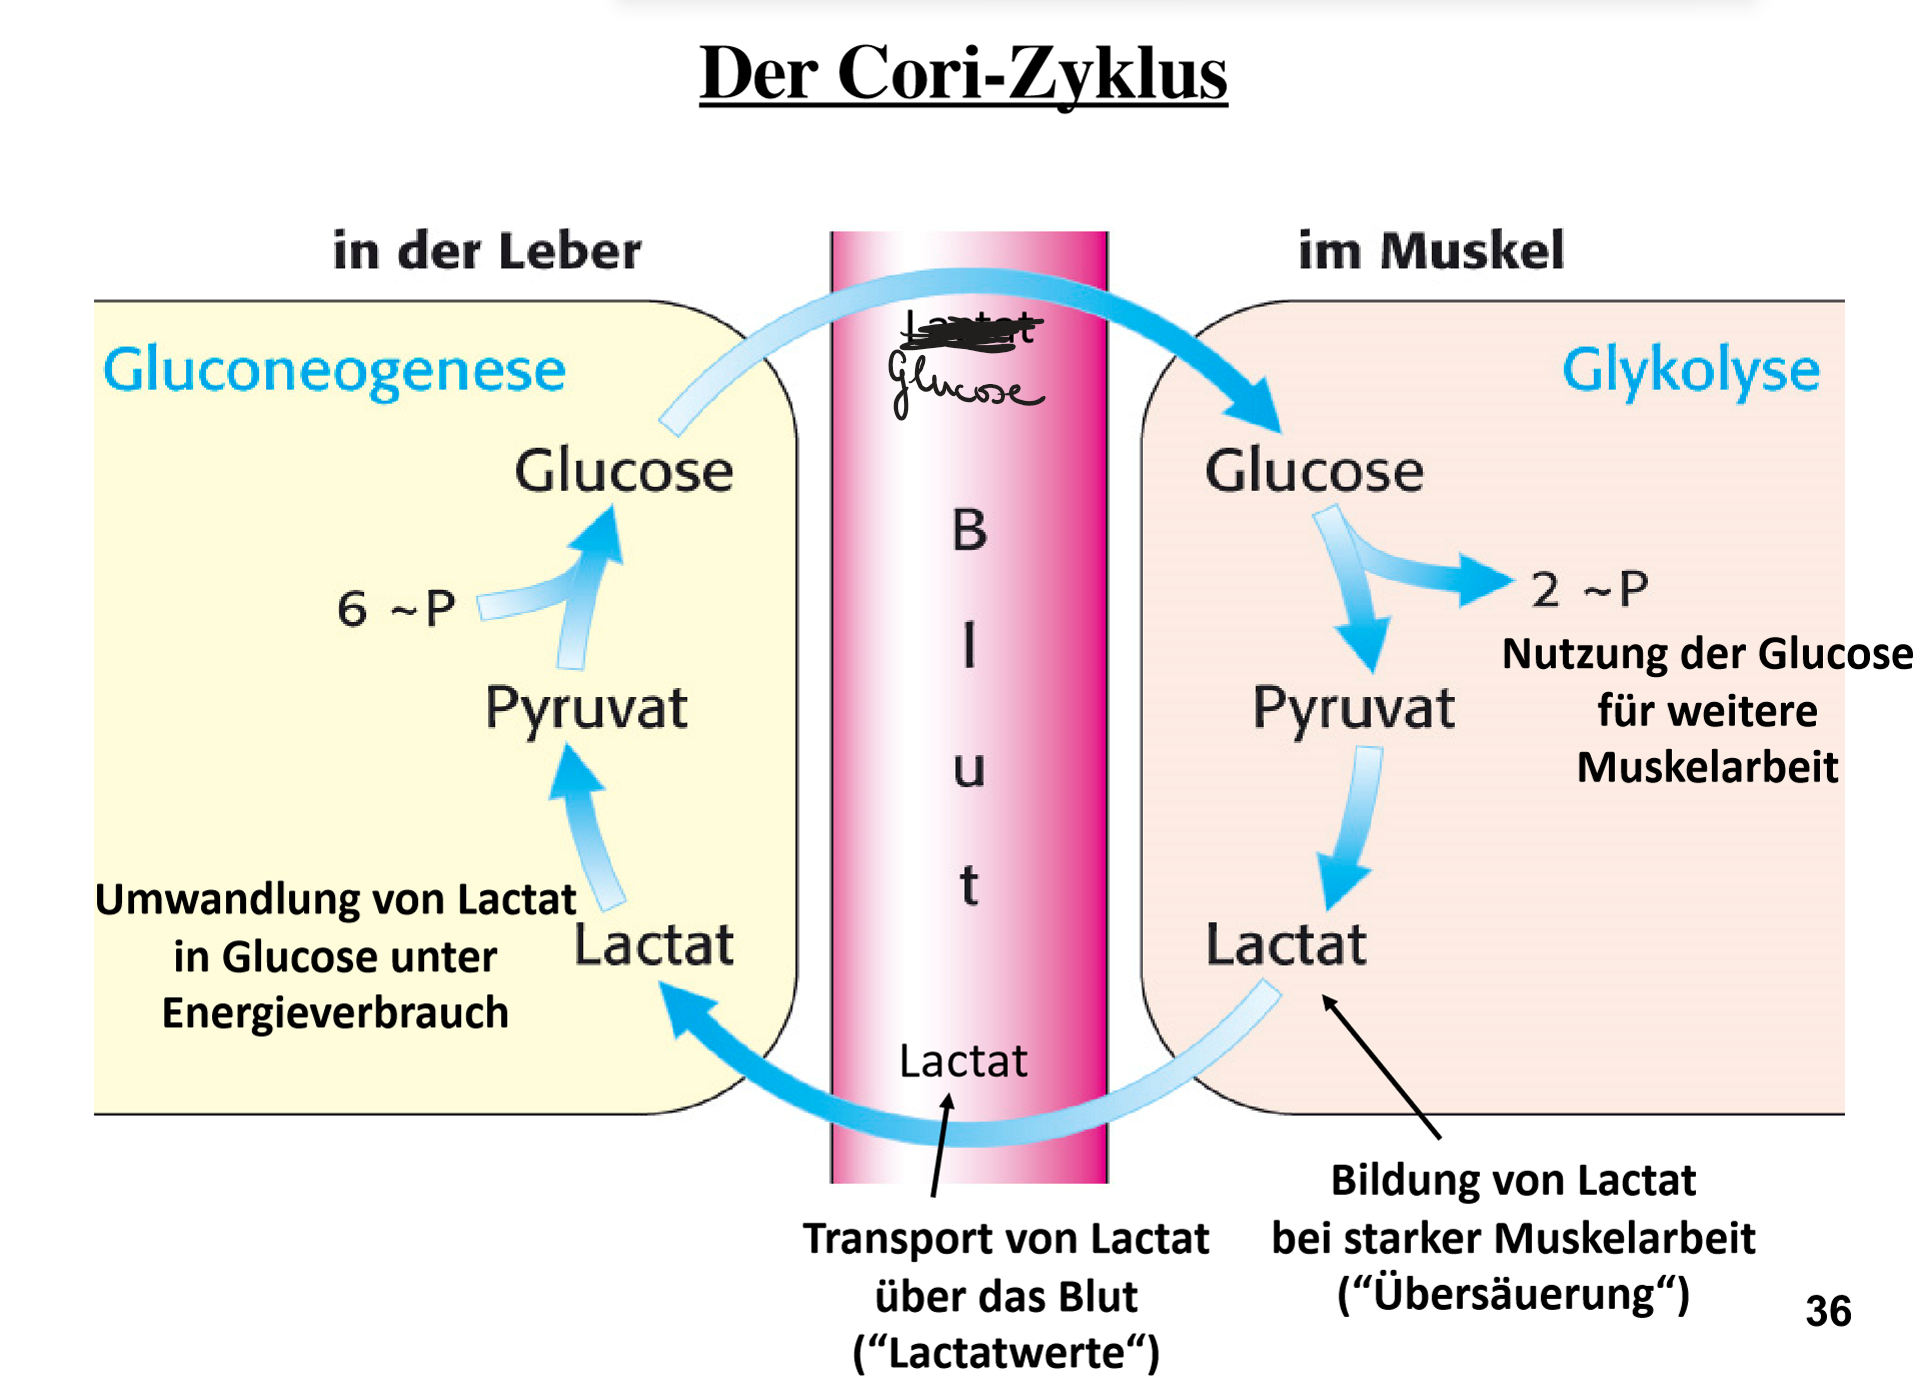 Der Cori-Zyklus
in der Leber
im Muskel
Gluconeogenese
Glucose
6 ~P
Pyruvat
Umwandlung von Lactat
in Glucose unter
Energieverbrauch
Lactat
Lactat
Glucose
B
l
u
t
Lactat
Glykolyse
Glucose
2 ~P
Nutzung der Glucose
für weitere
Muskelarbeit
Pyruvat
Lactat
Transport von Lactat
über das Blut
(“Lactatwerte“)
Bildung von Lactat
bei starker Muskelarbeit
(“Übersäuerung“)
36